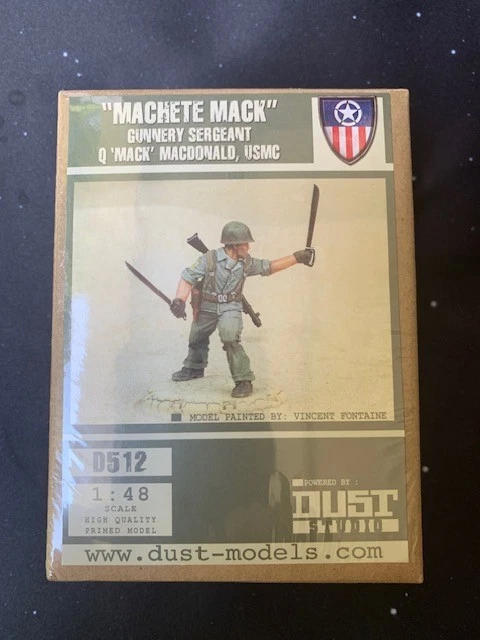 "MACHETE MACK"
GUNNERY SERGEANT
Q 'MACK' MACDONALD, USMC
MODEL PAINTED BY: VINCENT FONTAINE
D512
1:48
SCALE
HIGH QUALITY
PRIMED MODEL
POWERED BY :
DUST
STUDIO
www.dust-models.com